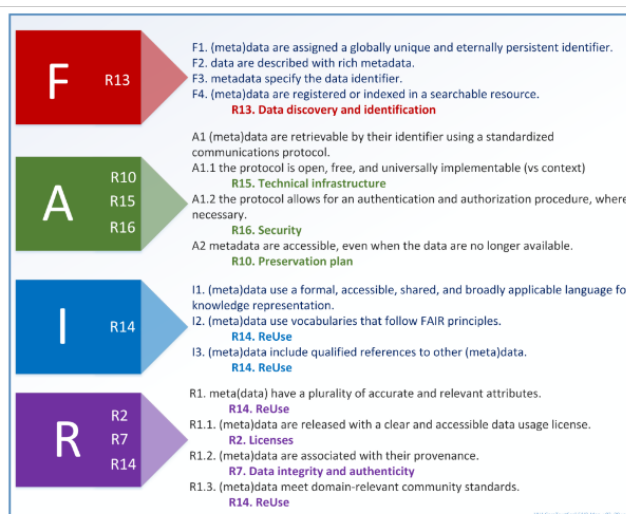 F
R13
F1. (meta)data are assigned a globally unique and eternally persistent identifier.
F2. data are described with rich metadata.
F3. metadata specify the data identifier.
F4. (meta)data are registered or indexed in a searchable resource.
R13. Data discovery and identification
A
R10
R15
R16
A1 (meta)data are retrievable by their identifier using a standardized
communications protocol.
A1.1 the protocol is open, free, and universally implementable (vs context)
R15. Technical infrastructure
A1.2 the protocol allows for an authentication and authorization procedure, where
necessary.
R16. Security
A2 metadata are accessible, even when the data are no longer available.
R10. Preservation plan
I
R14
I1. (meta)data use a formal, accessible, shared, and broadly applicable language fo
knowledge representation.
I2. (meta)data use vocabularies that follow FAIR principles.
R14. ReUse
I3. (meta)data include qualified references to other (meta)data.
R14. ReUse
R
R2
R7
R14
R1. meta(data) have a plurality of accurate and relevant attributes.
R14. ReUse
R1.1. (meta)data are released with a clear and accessible data usage license.
R2. Licenses
R1.2. (meta)data are associated with their provenance.
R7. Data integrity and authenticity
R1.3. (meta)data meet domain-relevant community standards.
R14. ReUse